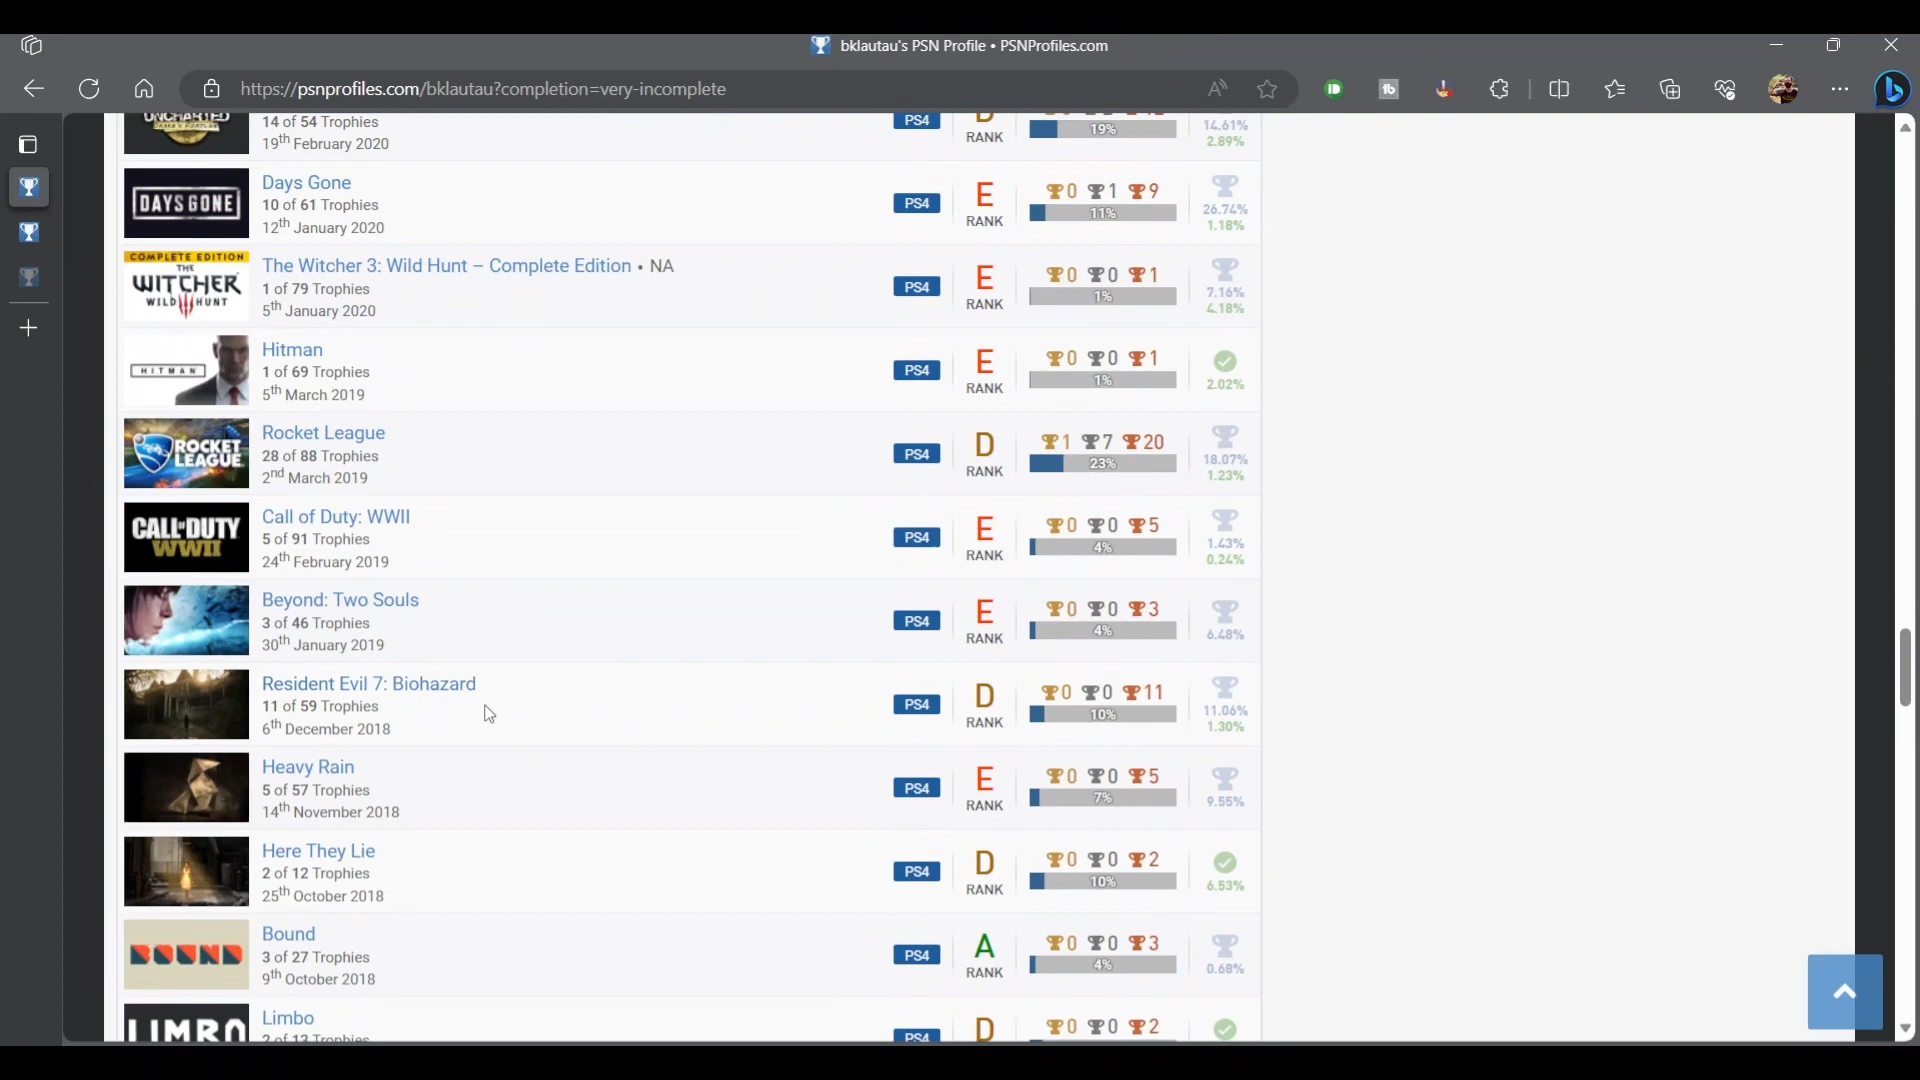 bklautau's PSN Profile • PSNProfiles.com
https://psnprofiles.com/bklautau?completion=very-incomplete
UNCHARTED
14 of 54 Trophies
19th February 2020
PS4
RANK
19%
14.61%
2.89%
DAYS GONE
Days Gone
10 of 61 Trophies
12th January 2020
PS4
E
RANK
0 1 9
11%
26.74%
1.18%
COMPLETE EDITION
THE
WITCHER
WILD HUNT
The Witcher 3: Wild Hunt – Complete Edition • NA
1 of 79 Trophies
5th January 2020
PS4
E
RANK
0 0 1
1%
7.16%
4.18%
HITMAN
Hitman
1 of 69 Trophies
5th March 2019
PS4
E
RANK
0 0 1
1%
2.02%
ROCKET
LEAGUE
Rocket League
28 of 88 Trophies
2nd March 2019
PS4
D
RANK
1 7 20
23%
18.07%
1.23%
CALL OF DUTY
WWII
Call of Duty: WWII
5 of 91 Trophies
24th February 2019
PS4
E
RANK
0 0 5
4%
1.43%
0.24%
Beyond: Two Souls
3 of 46 Trophies
30th January 2019
PS4
E
RANK
0 0 3
4%
6.48%
Resident Evil 7: Biohazard
11 of 59 Trophies
6th December 2018
PS4
D
RANK
0 0 11
10%
11.06%
1.30%
Heavy Rain
5 of 57 Trophies
14th November 2018
PS4
E
RANK
0 0 5
7%
9.55%
Here They Lie
2 of 12 Trophies
25th October 2018
PS4
D
RANK
0 0 2
10%
6.53%
BOUND
Bound
3 of 27 Trophies
9th October 2018
PS4
A
RANK
0 0 3
4%
0.68%
LIMBO
Limbo
2 of 13 Trophies
PS4
D
0 0 2